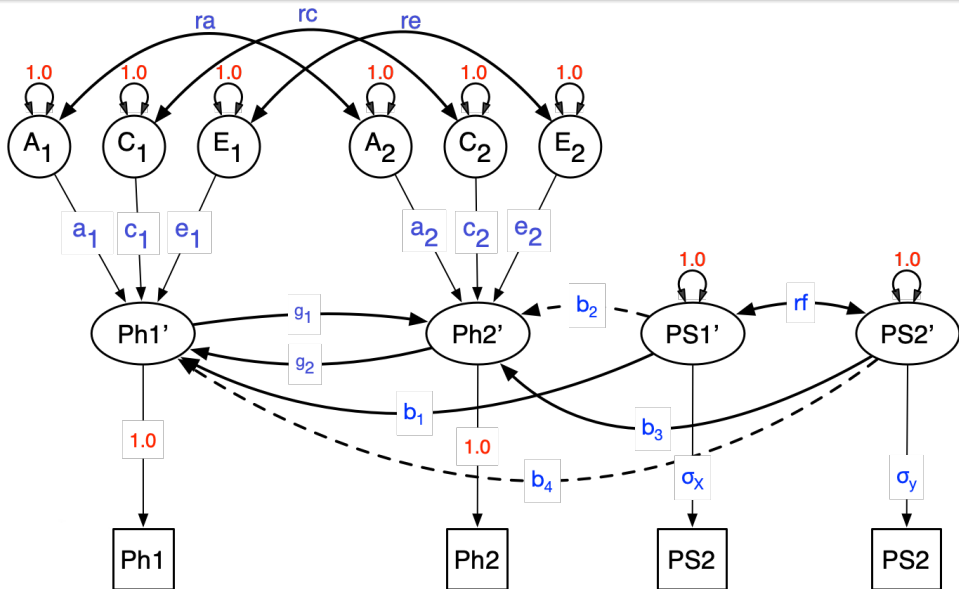 ra rc re
1.0 1.0 1.0 1.0 1.0 1.0
A1 C1 E1 A2 C2 E2
a1 c1 e1 a2 c2 e2
1.0 1.0
g1 b2 rf
Ph1’ Ph2’ PS1’ PS2’
g2
b1 b3
1.0 1.0
b4 σX σy
Ph1 Ph2 PS2 PS2